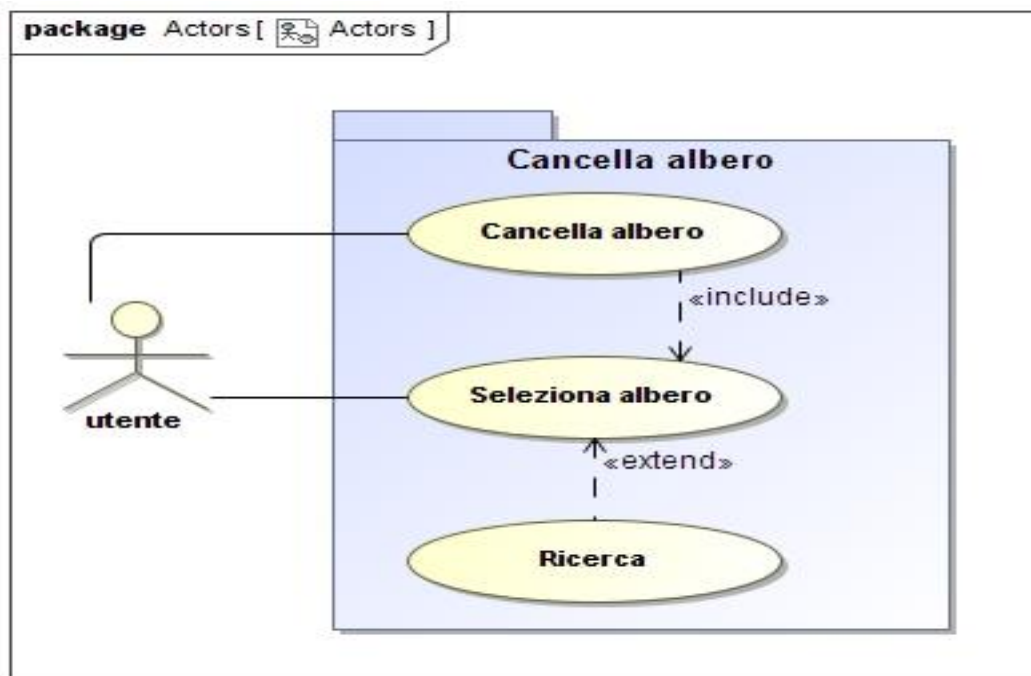 package Actors [ Actors ]
Cancella albero
Cancella albero
«include»
Seleziona albero
utente
«extend»
Ricerca